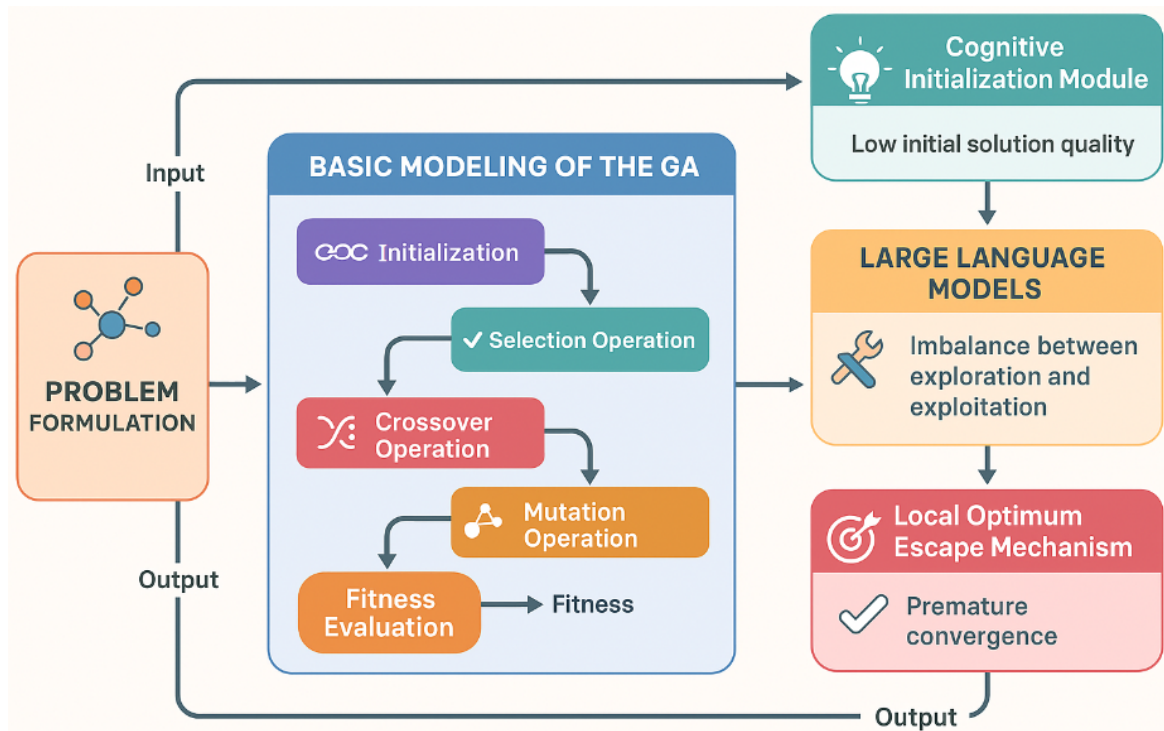 Cognitive
Initialization Module
Low initial solution quality
Input
BASIC MODELING OF THE GA
Initialization
Selection Operation
Crossover
Operation
Mutation
Operation
Fitness
Evaluation
Fitness
PROBLEM
FORMULATION
LARGE LANGUAGE
MODELS
Imbalance between
exploration and
exploitation
Local Optimum
Escape Mechanism
Premature
convergence
Output
Output